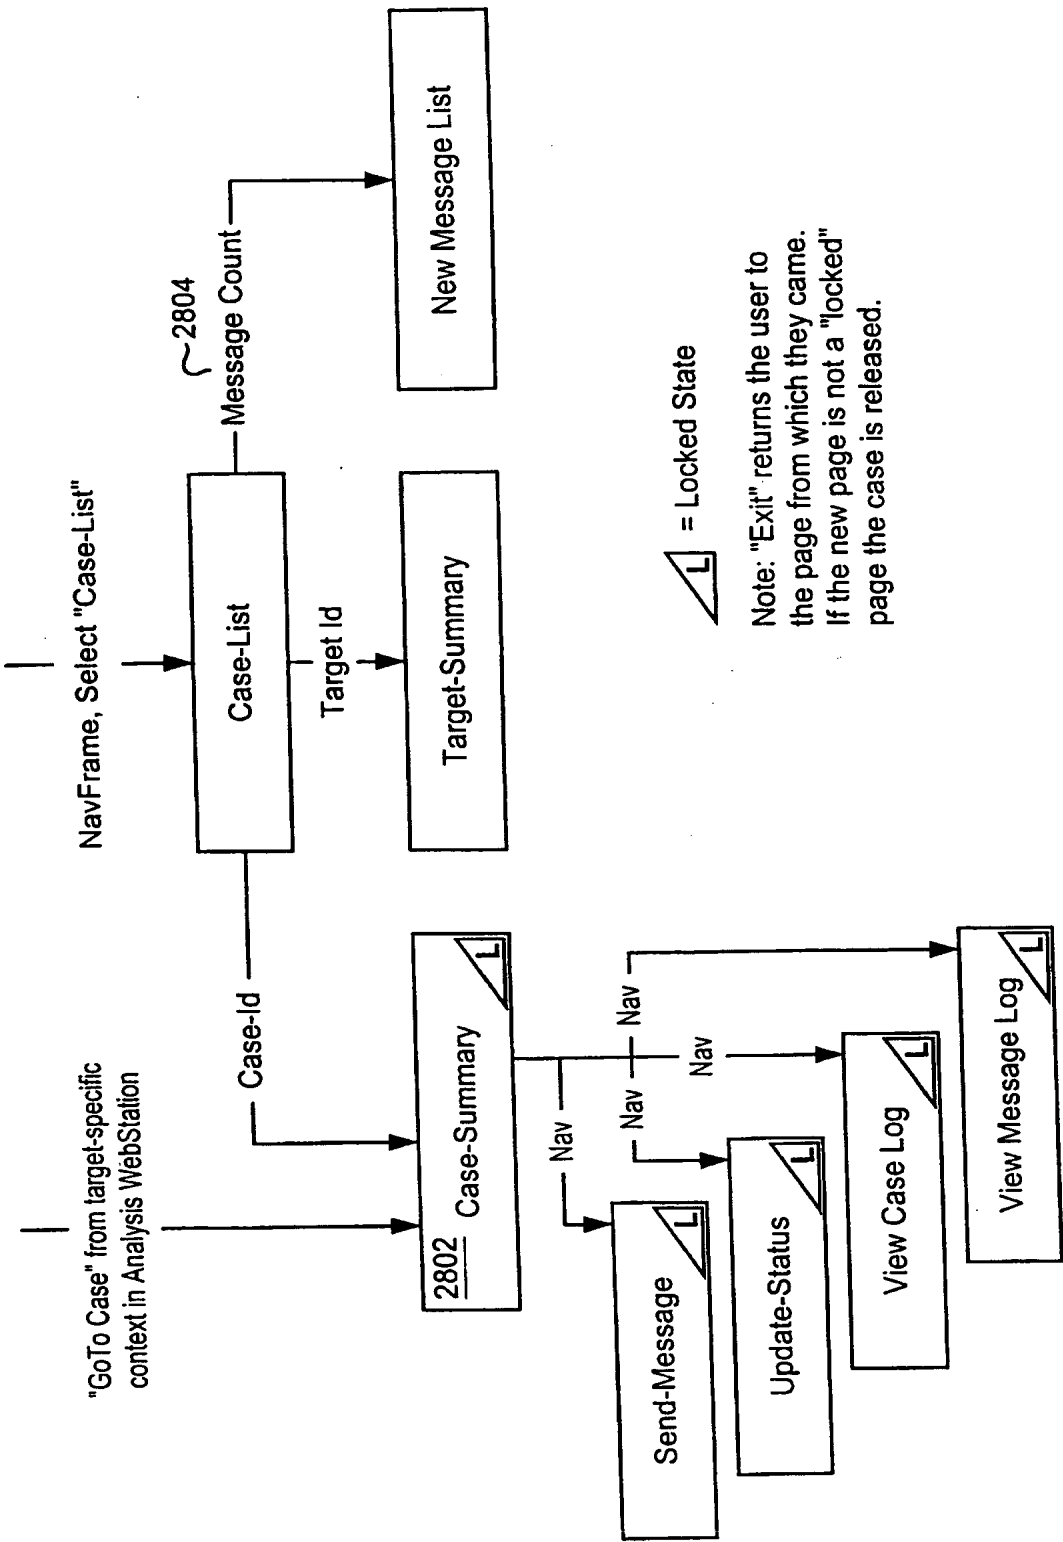 "GoTo Case" from target-specific
context in Analysis WebStation
NavFrame, Select "Case-List"
Case-List
Case-Id
Target Id
Message Count
2804
2802
Case-Summary
L
Target-Summary
New Message List
Nav
Nav
Nav
Nav
Send-Message
L
Update-Status
L
View Case Log
L
View Message Log
L
L = Locked State
Note: "Exit" returns the user to
the page from which they came.
If the new page is not a "locked"
page the case is released.